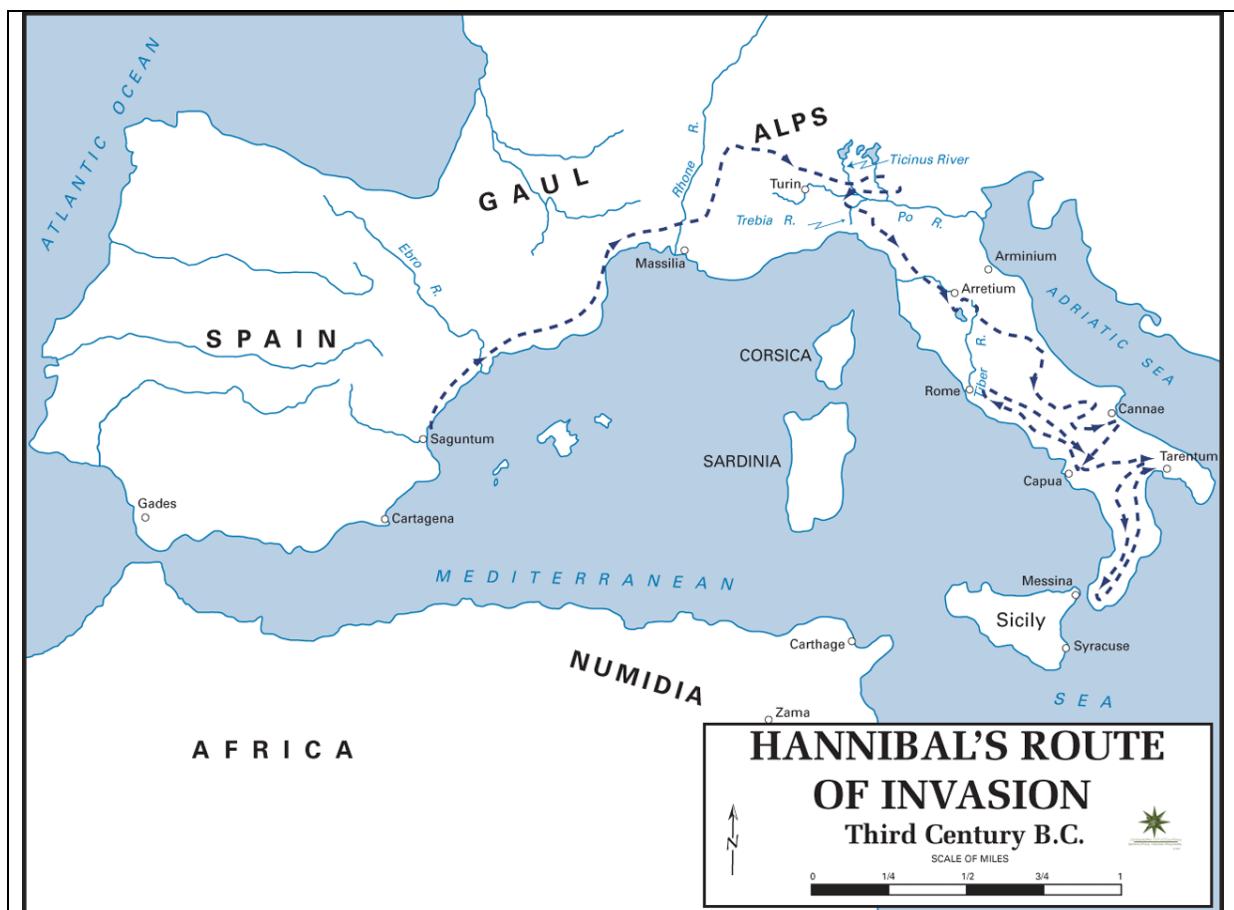 ATLANTIC OCEAN
ALPS
Ticinus River
GAUL
Rhone R.
Turin
Trebia R.
Po R.
Ebro R.
Massilia
Arminium
Arretium
ADRIATIC SEA
SPAIN
CORSICA
Tiber R.
Rome
Cannae
Saguntum
SARDINIA
Tarentum
Capua
Gades
Cartagena
MEDITERRANEAN
Messina
Sicily
Carthage
Syracuse
NUMIDIA
SEA
Zama
AFRICA
HANNIBAL'S ROUTE
OF INVASION
Third Century B.C.
SCALE OF MILES
0 1/4 1/2 3/4 1
N